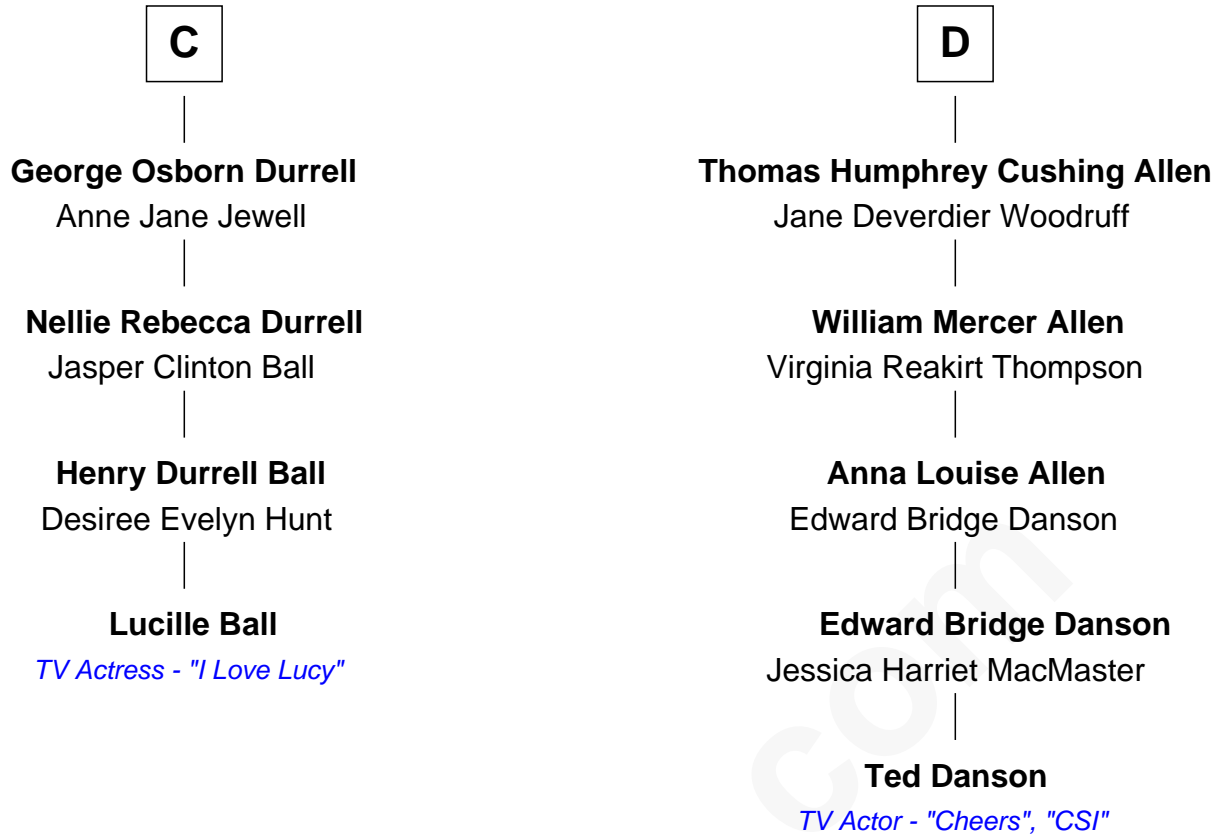 C
George Osborn Durrell
Anne Jane Jewell
Nellie Rebecca Durrell
Jasper Clinton Ball
Henry Durrell Ball
Desiree Evelyn Hunt
Lucille Ball
TV Actress - "I Love Lucy"
D
Thomas Humphrey Cushing Allen
Jane Deverdier Woodruff
William Mercer Allen
Virginia Reakirt Thompson
Anna Louise Allen
Edward Bridge Danson
Edward Bridge Danson
Jessica Harriet MacMaster
Ted Danson
TV Actor - "Cheers", "CSI"
com